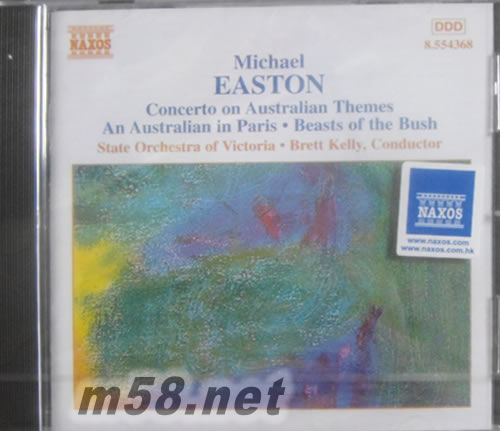 NAXOS
DDD
8.554368
Michael
EASTON
Concerto on Australian Themes
An Australian in Paris • Beasts of the Bush
State Orchestra of Victoria • Brett Kelly, Conductor
NAXOS
www.naxos.com
www.naxos.com.hk
m58.net